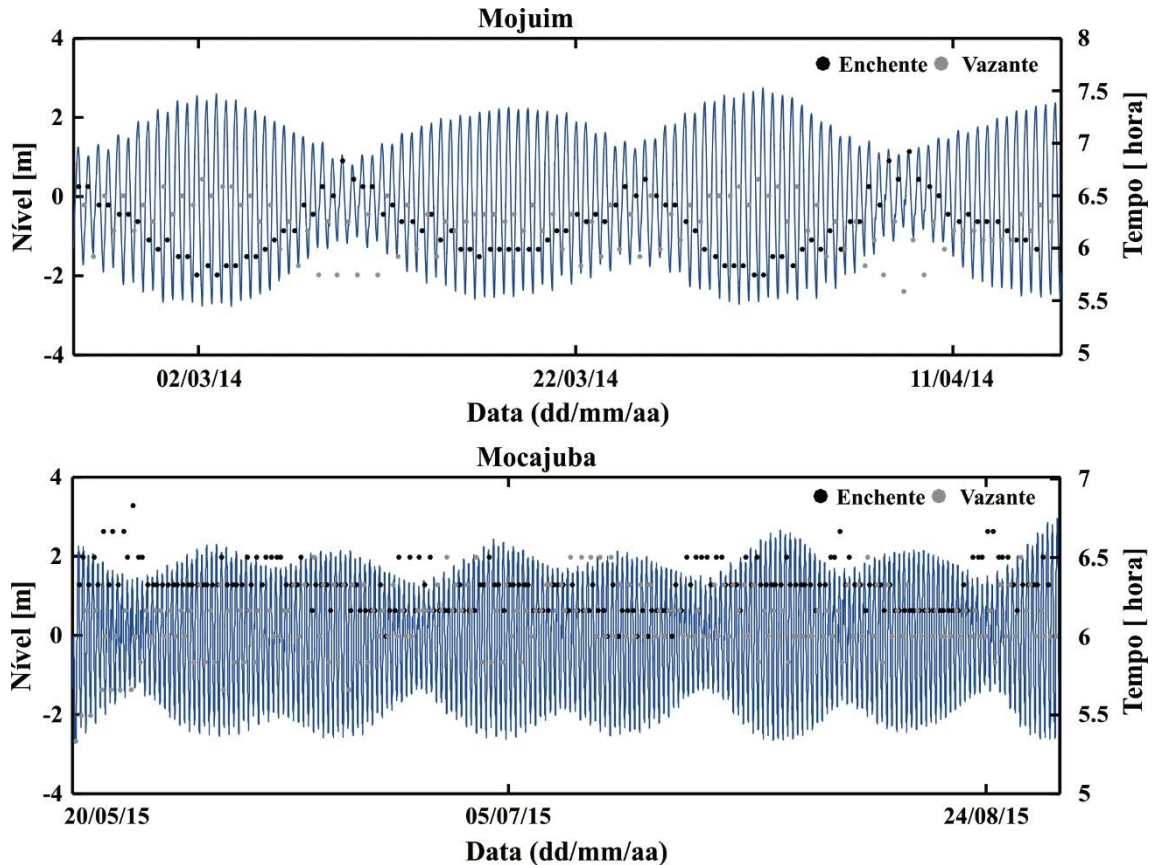 Mojuim
4 8
Enchente Vazante
7.5
2
7
Nível [m]
0 6.5
Tempo [ hora]
6
-2
5.5
-4 5
02/03/14 22/03/14 11/04/14
Data (dd/mm/aa)
Mocajuba
4 7
Enchente Vazante
2 6.5
Nível [m]
0 6
Tempo [ hora]
-2 5.5
-4 5
20/05/15 05/07/15 24/08/15
Data (dd/mm/aa)